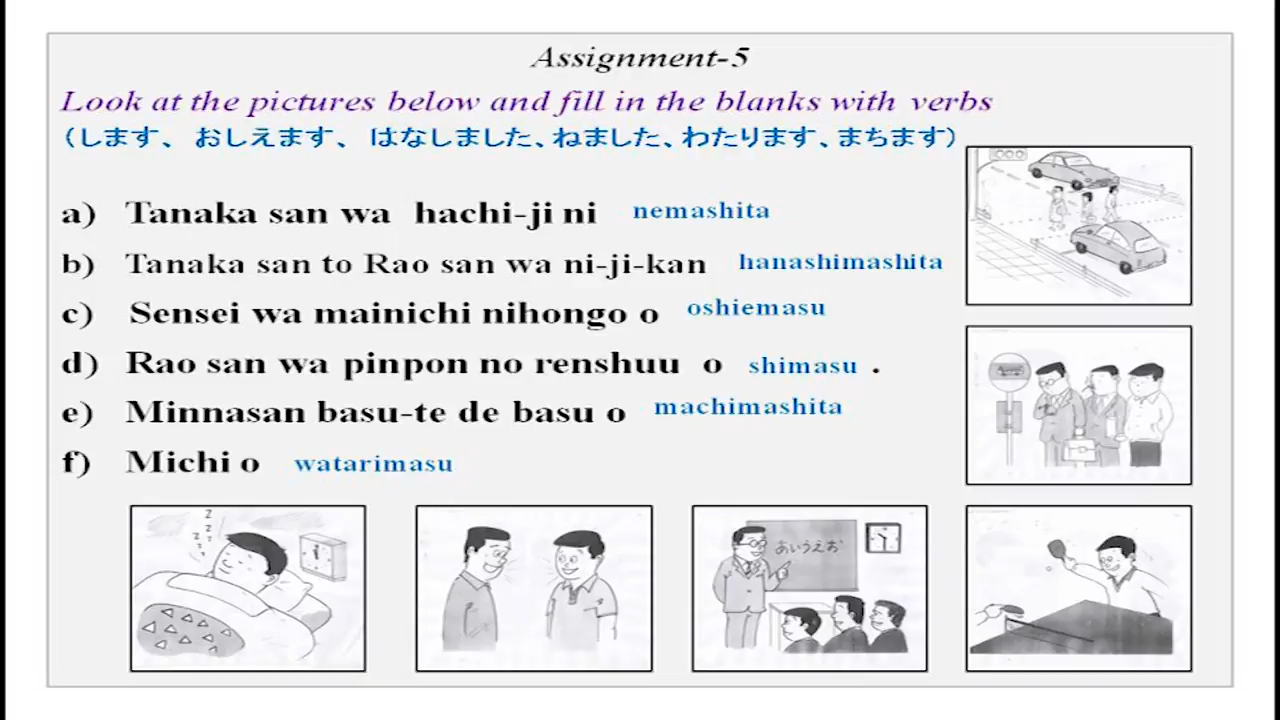 Assignment-5
Look at the pictures below and fill in the blanks with verbs
(します、 おしえます、 はなしました、ねました、わたります、まちます)
a) Tanaka san wa hachi-ji ni nemashita
b) Tanaka san to Rao san wa ni-ji-kan hanashimashita
c) Sensei wa mainichi nihongo o oshiemasu
d) Rao san wa pinpon no renshuu o shimasu .
e) Minnasan basu-te de basu o machimashita
f) Michi o watarimasu
z
z
z
z
あいうえお